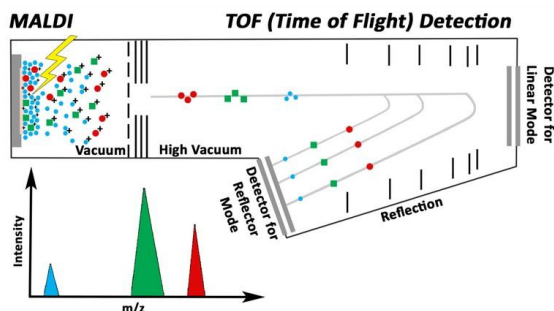 MALDI
TOF (Time of Flight) Detection
Vacuum
High Vacuum
Detector for
Linear Mode
Detector for
Reflector
Mode
Reflection
Intensity
m/z